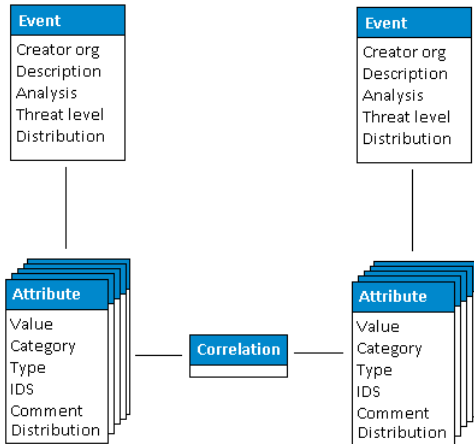 Event
Creator org
Description
Analysis
Threat level
Distribution
Event
Creator org
Description
Analysis
Threat level
Distribution
Attribute
Value
Category
Type
IDS
Comment
Distribution
Correlation
Attribute
Value
Category
Type
IDS
Comment
Distribution